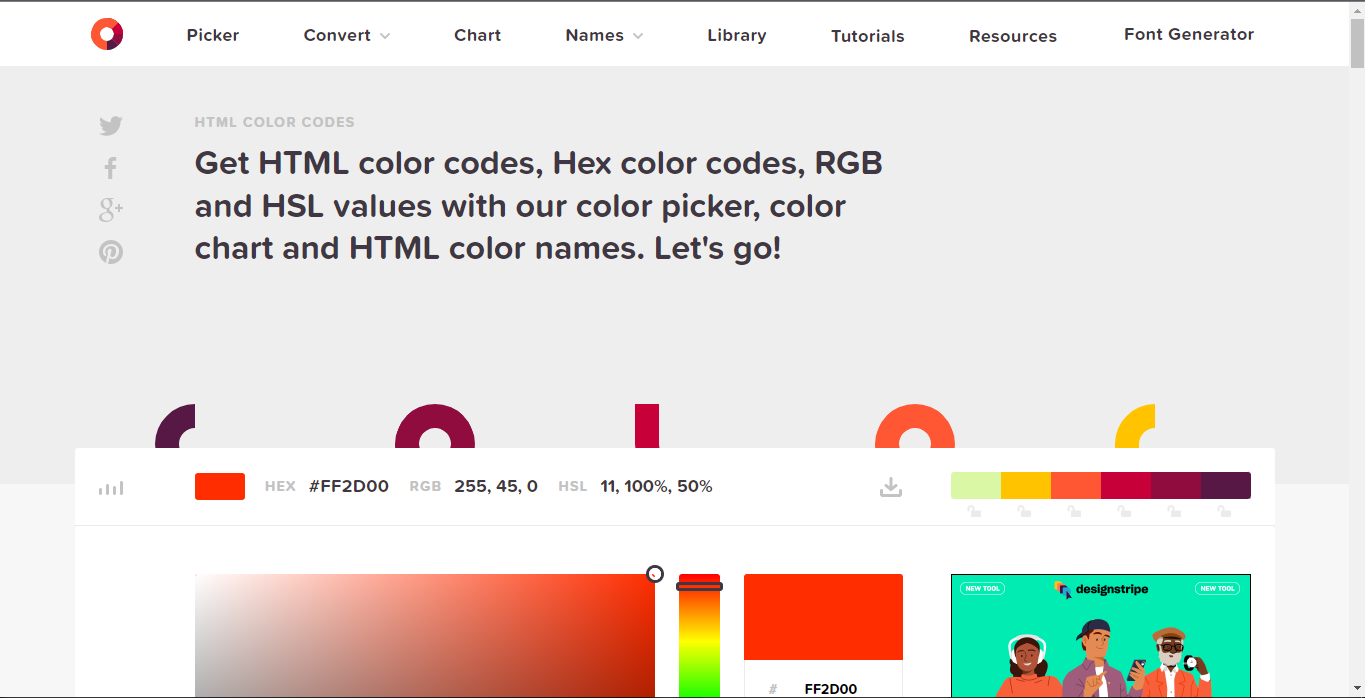 Picker Convert Chart Names Library Tutorials Resources Font Generator
HTML COLOR CODES
Get HTML color codes, Hex color codes, RGB
and HSL values with our color picker, color
chart and HTML color names. Let's go!
HEX #FF2D00 RGB 255, 45, 0 HSL 11, 100%, 50%
NEW TOOL designstripe NEW TOOL
# FF2D00